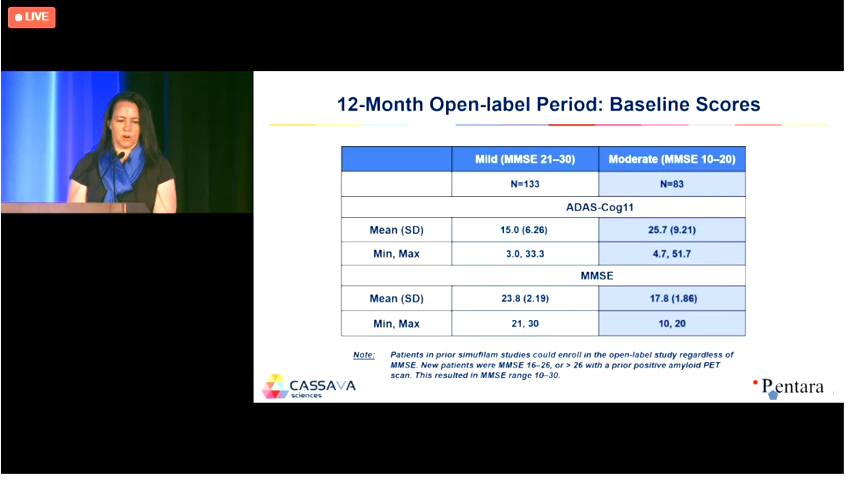 LIVE
12-Month Open-label Period: Baseline Scores
Mild (MMSE 21–30) Moderate (MMSE 10–20)
N=133 N=83
ADAS-Cog11
Mean (SD) 15.0 (6.26) 25.7 (9.21)
Min, Max 3.0, 33.3 4.7, 51.7
MMSE
Mean (SD) 23.8 (2.19) 17.8 (1.86)
Min, Max 21, 30 10, 20
Note: Patients in prior simufilam studies could enroll in the open-label study regardless of
MMSE. New patients were MMSE 16–26, or > 26 with a prior positive amyloid PET
scan. This resulted in MMSE range 10–30.
CASSAVA
sciences
Pentara